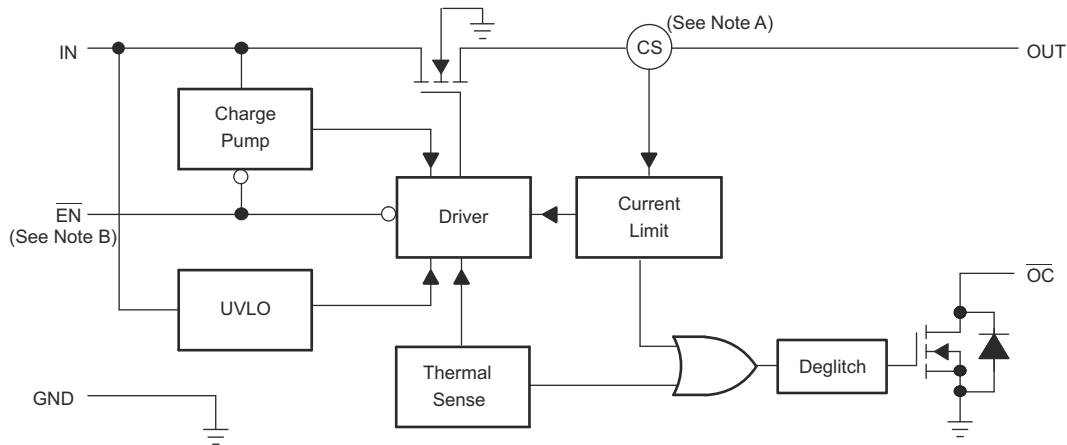 (See Note A)
IN
CS
OUT
Charge
Pump
EN
(See Note B)
Driver
Current
Limit
UVLO
OC
Thermal
Sense
Deglitch
GND